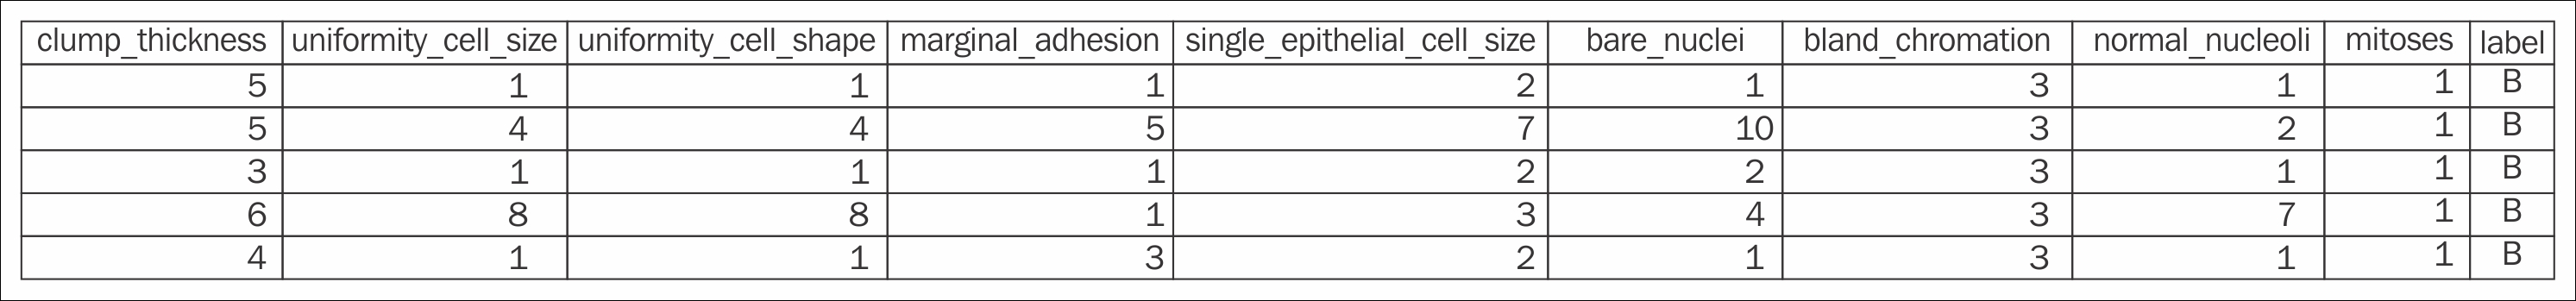 clump_thickness uniformity_cell_size uniformity_cell_shape marginal_adhesion single_epithelial_cell_size bare_nuclei bland_chromation normal_nucleoli mitoses label
5 1 1 1 2 1 3 1 1 B
5 4 4 5 7 10 3 2 1 B
3 1 1 1 2 2 3 1 1 B
6 8 8 1 3 4 3 7 1 B
4 1 1 3 2 1 3 1 1 B